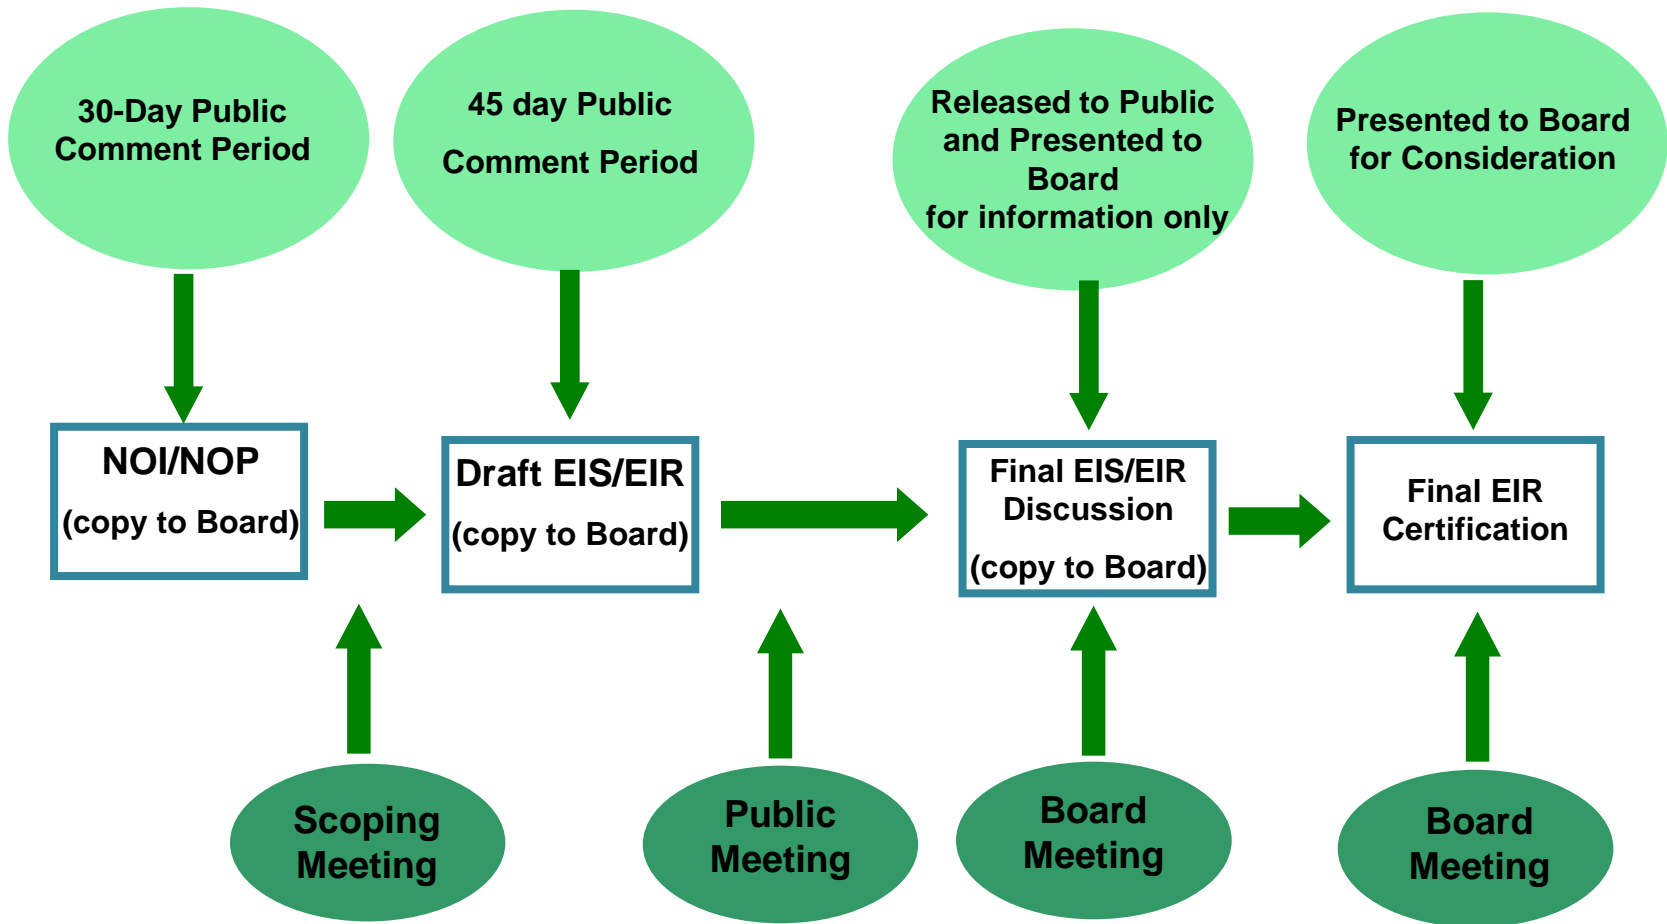 30-Day Public
Comment Period
45 day Public
Comment Period
Released to Public
and Presented to
Board
for information only
Presented to Board
for Consideration
NOI/NOP
(copy to Board)
Draft EIS/EIR
(copy to Board)
Final EIS/EIR
Discussion
(copy to Board)
Final EIR
Certification
Scoping
Meeting
Public
Meeting
Board
Meeting
Board
Meeting